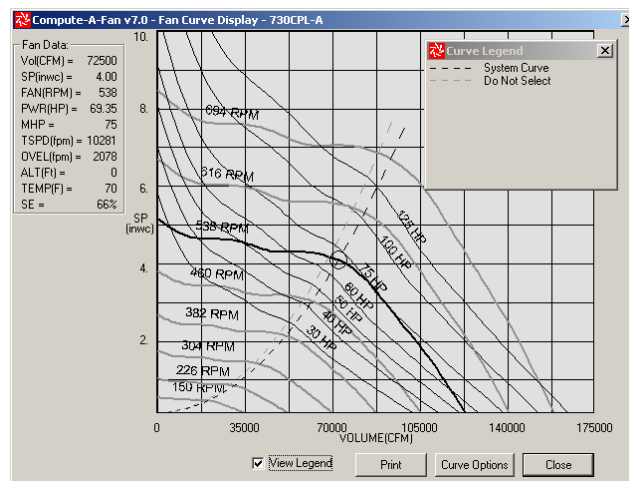 Compute-A-Fan v7.0 - Fan Curve Display - 730CPL-A
Fan Data:
Vol(CFM) = 72500
SP(inwc) = 4.00
FAN(RPM) = 538
PWR(HP) = 69.35
MHP = 75
TSPD(fpm) = 10281
OVEL(fpm) = 2078
ALT(Ft) = 0
TEMP(F) = 70
SE = 66%
Curve Legend
System Curve
Do Not Select
10.
8.
6.
SP
(inwc)
4.
2.
694 RPM
616 RPM
538 RPM
460 RPM
382 RPM
304 RPM
226 RPM
150 RPM
125 HP
100 HP
75 HP
60 HP
50 HP
40 HP
30 HP
0 35000 70000 105000 140000 175000
VOLUME(CFM)
View Legend Print Curve Options Close